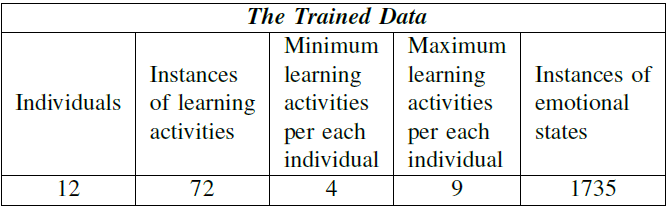 The Trained Data
Individuals
Instances
of learning
activities
Minimum
learning
activities
per each
individual
Maximum
learning
activities
per each
individual
Instances of
emotional
states
12
72
4
9
1735